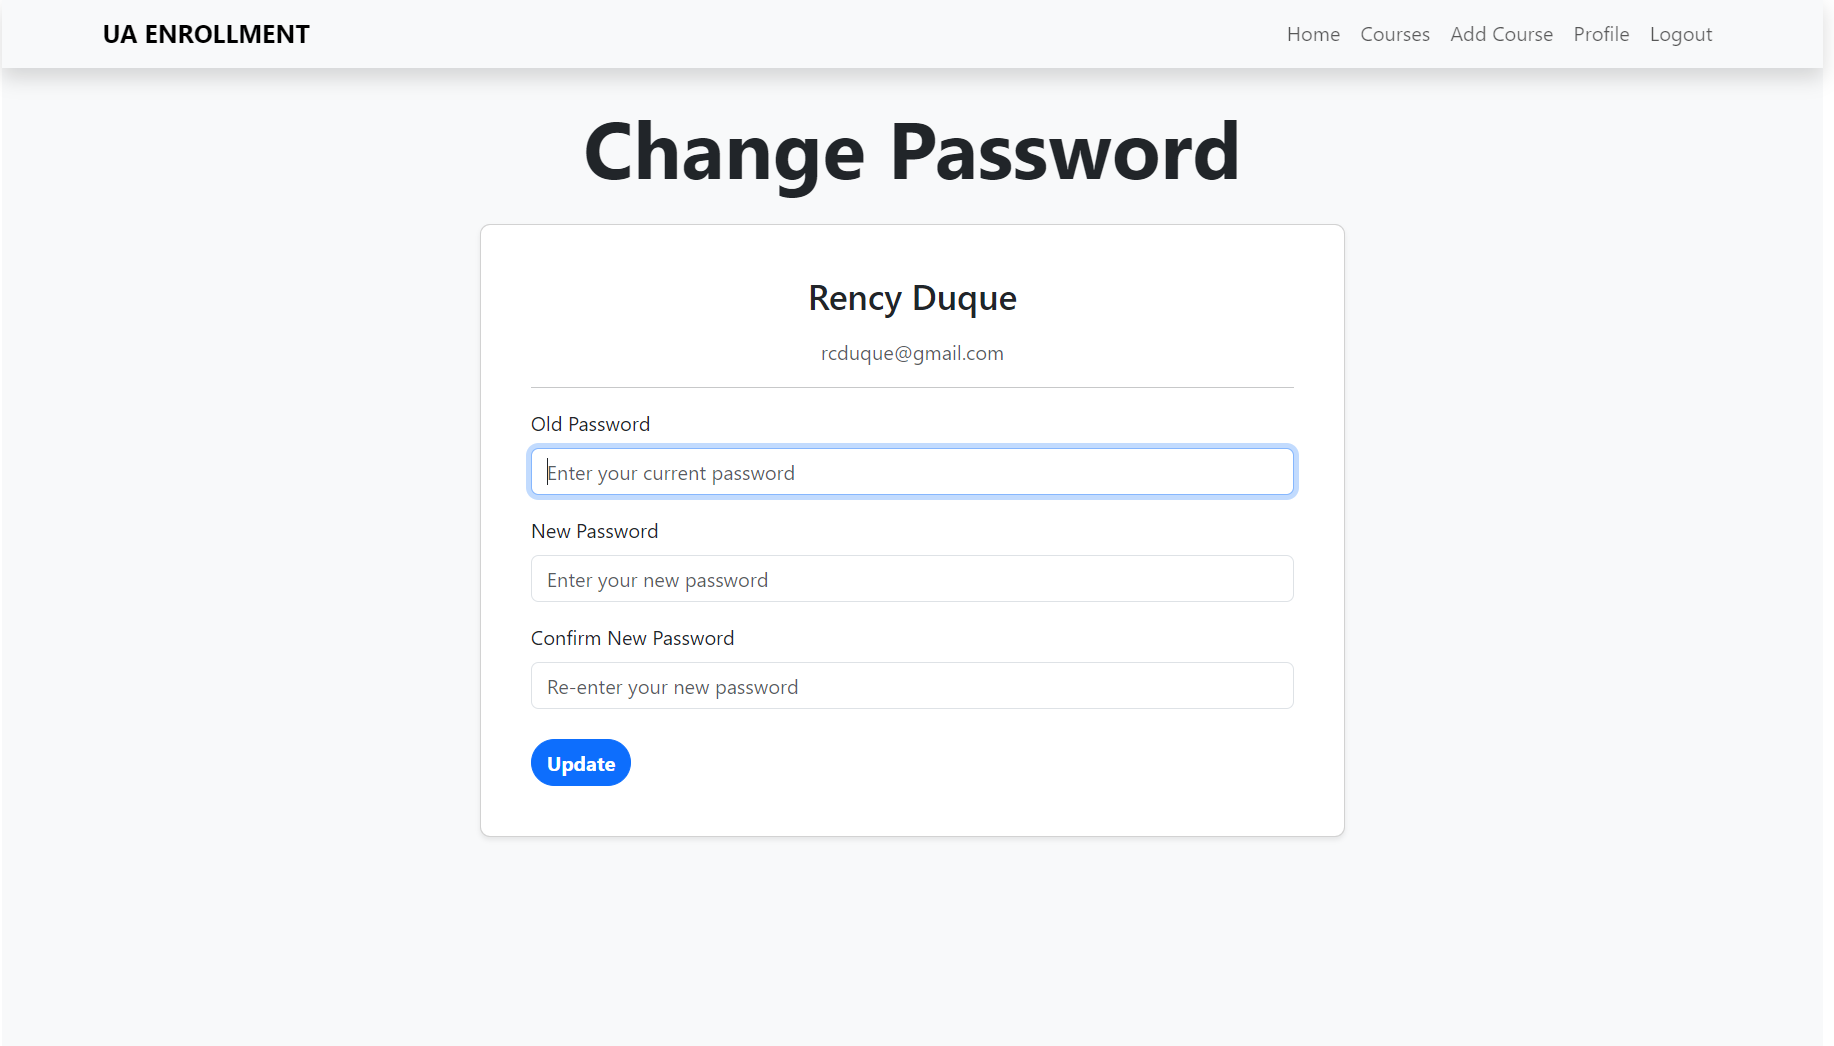 UA ENROLLMENT
Home Courses Add Course Profile Logout
Change Password
Rency Duque
rcduque@gmail.com
Old Password
Enter your current password
New Password
Enter your new password
Confirm New Password
Re-enter your new password
Update